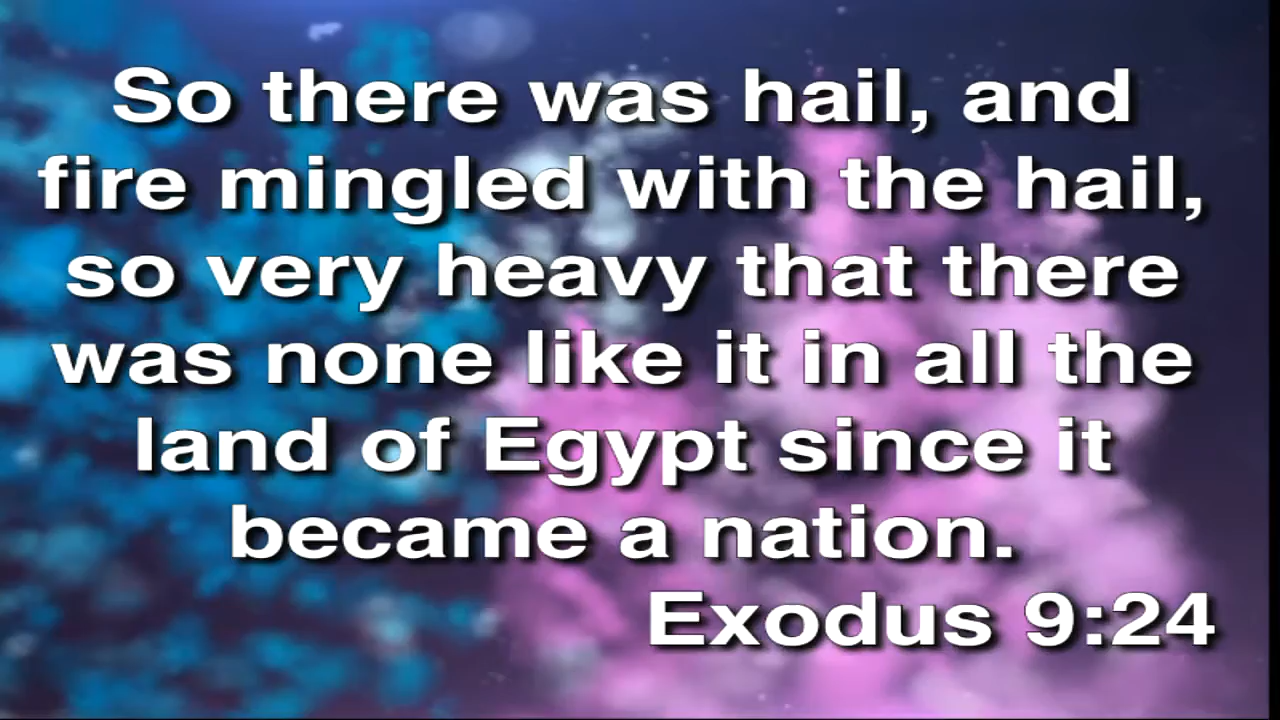 So there was hail, and
fire mingled with the hail,
so very heavy that there
was none like it in all the
land of Egypt since it
became a nation.
Exodus 9:24